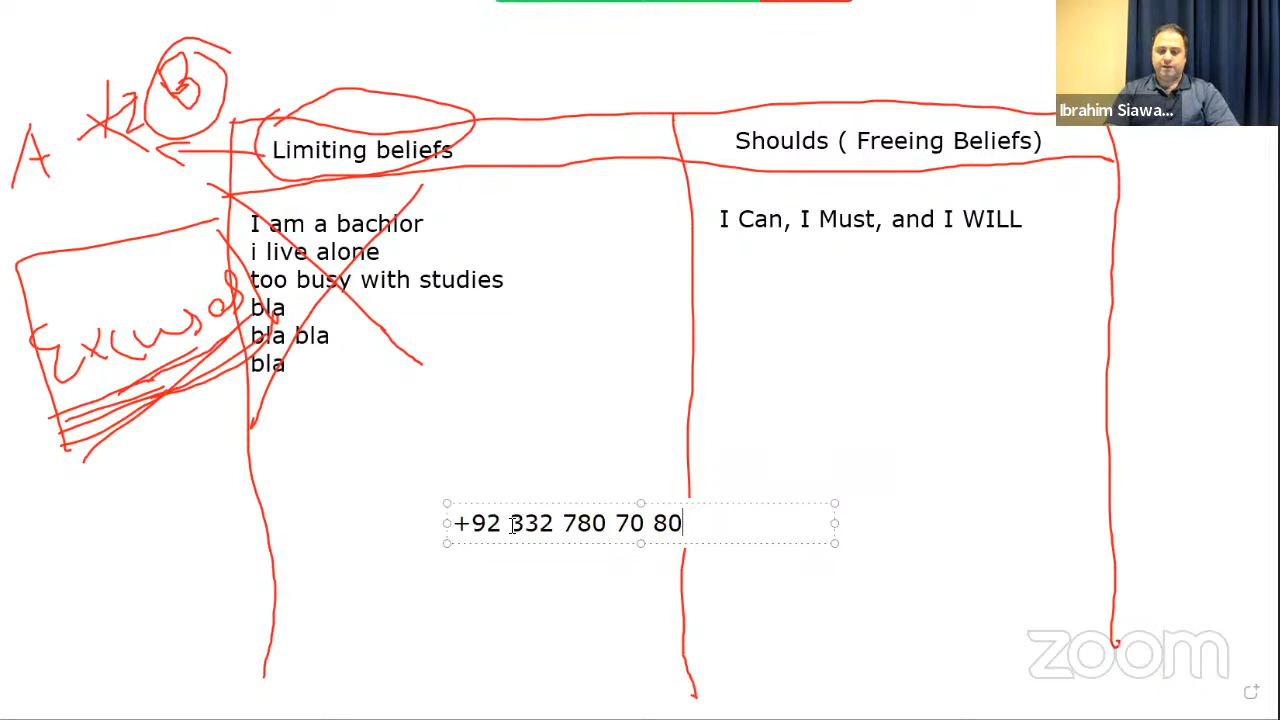 B
A
Limiting beliefs
Shoulds ( Freeing Beliefs)
I am a bachlor
i live alone
too busy with studies
bla
bla bla
bla
I Can, I Must, and I WILL
Excuses
+92 332 780 70 80
Ibrahim Siawa...
zoom